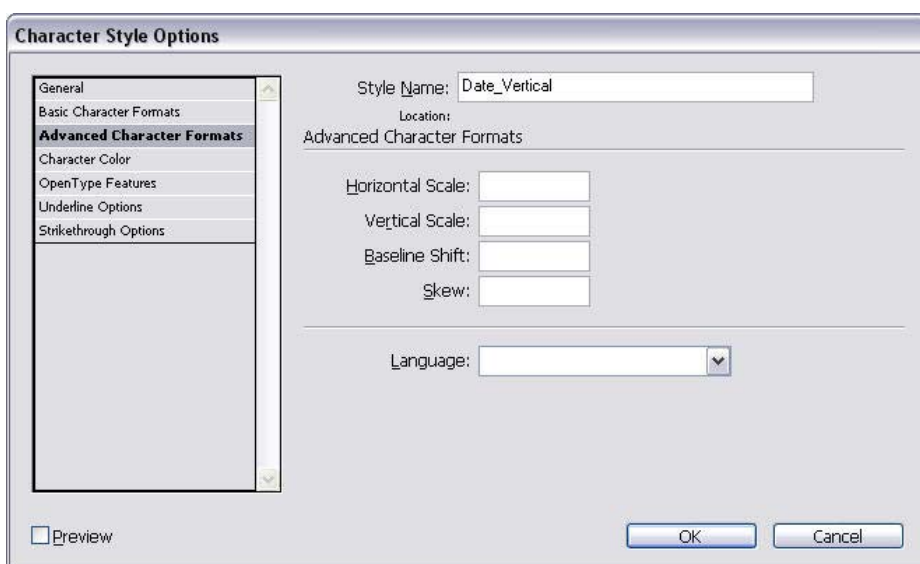 Character Style Options
General
Basic Character Formats
Advanced Character Formats
Character Color
OpenType Features
Underline Options
Strikethrough Options
Style Name: Date_Vertical
Location:
Advanced Character Formats
Horizontal Scale:
Vertical Scale:
Baseline Shift:
Skew:
Language:
Preview
OK
Cancel